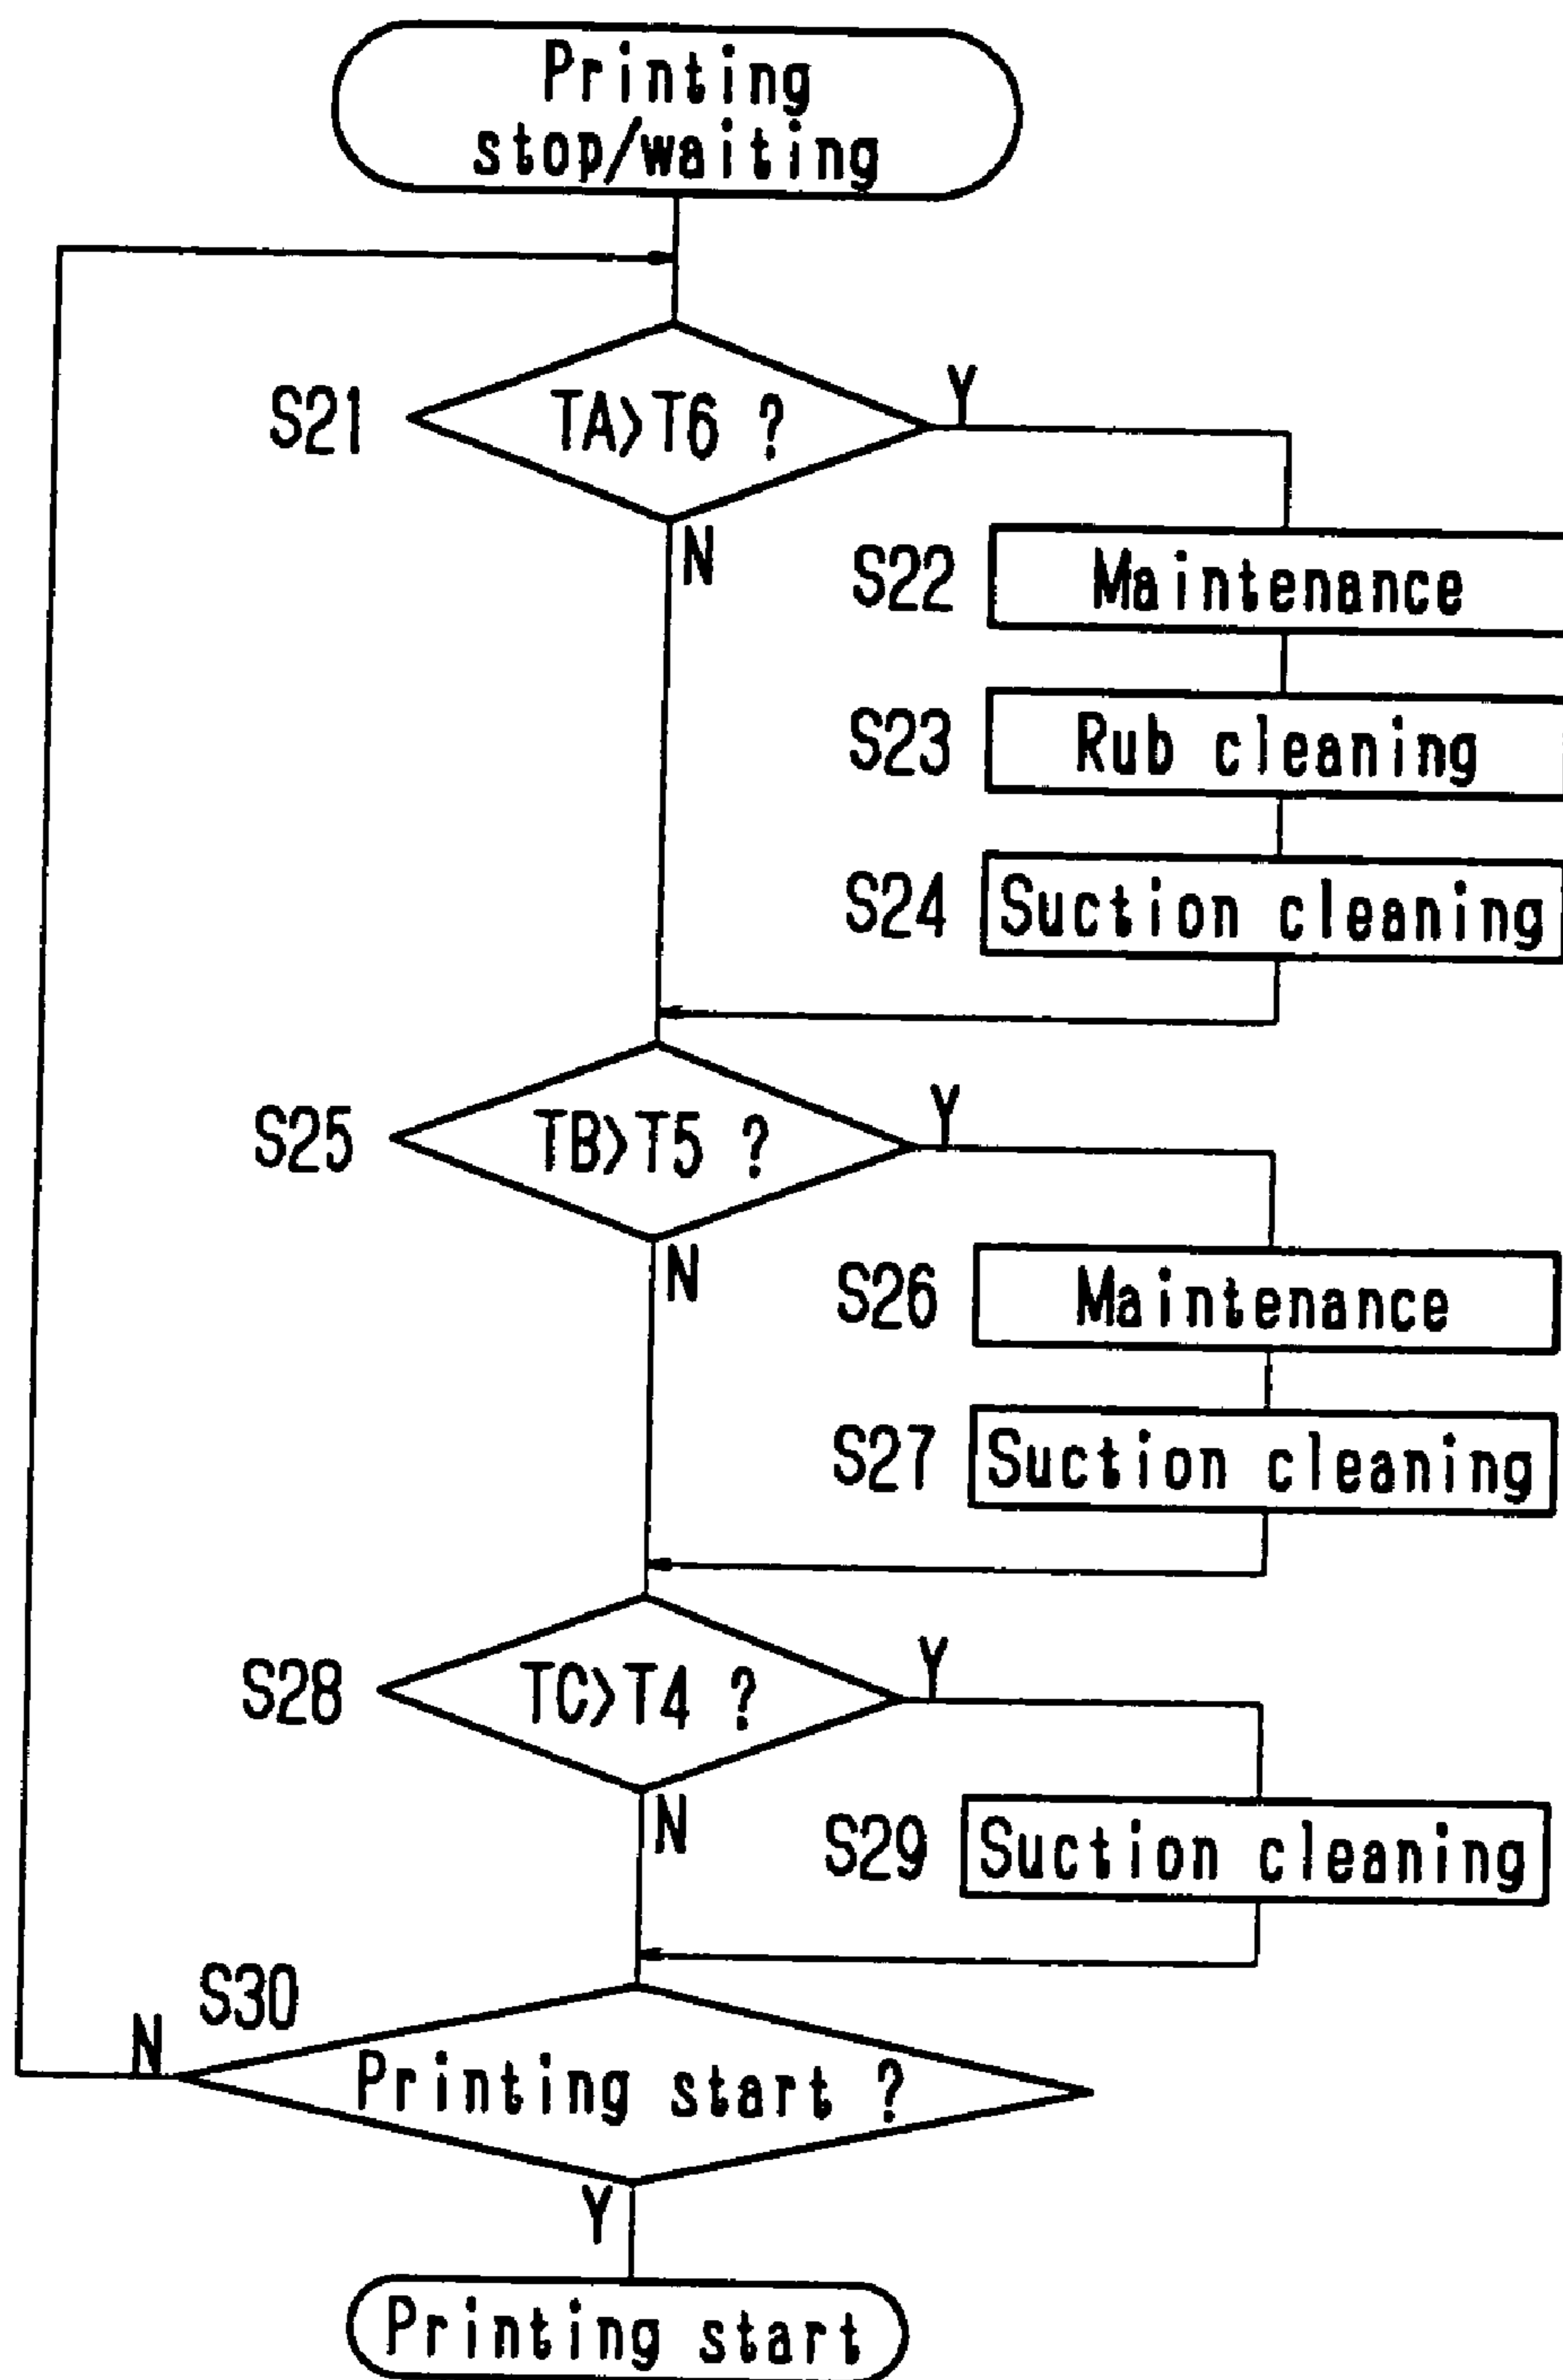 Printing
stop/waiting
S21
TA>T6 ?
Y
N
S22
Maintenance
S23
Rub cleaning
S24
Suction cleaning
S25
TB>T5 ?
Y
N
S26
Maintenance
S27
Suction cleaning
S28
TC>T4 ?
Y
N
S29
Suction cleaning
S30
N
Printing start ?
Y
Printing start